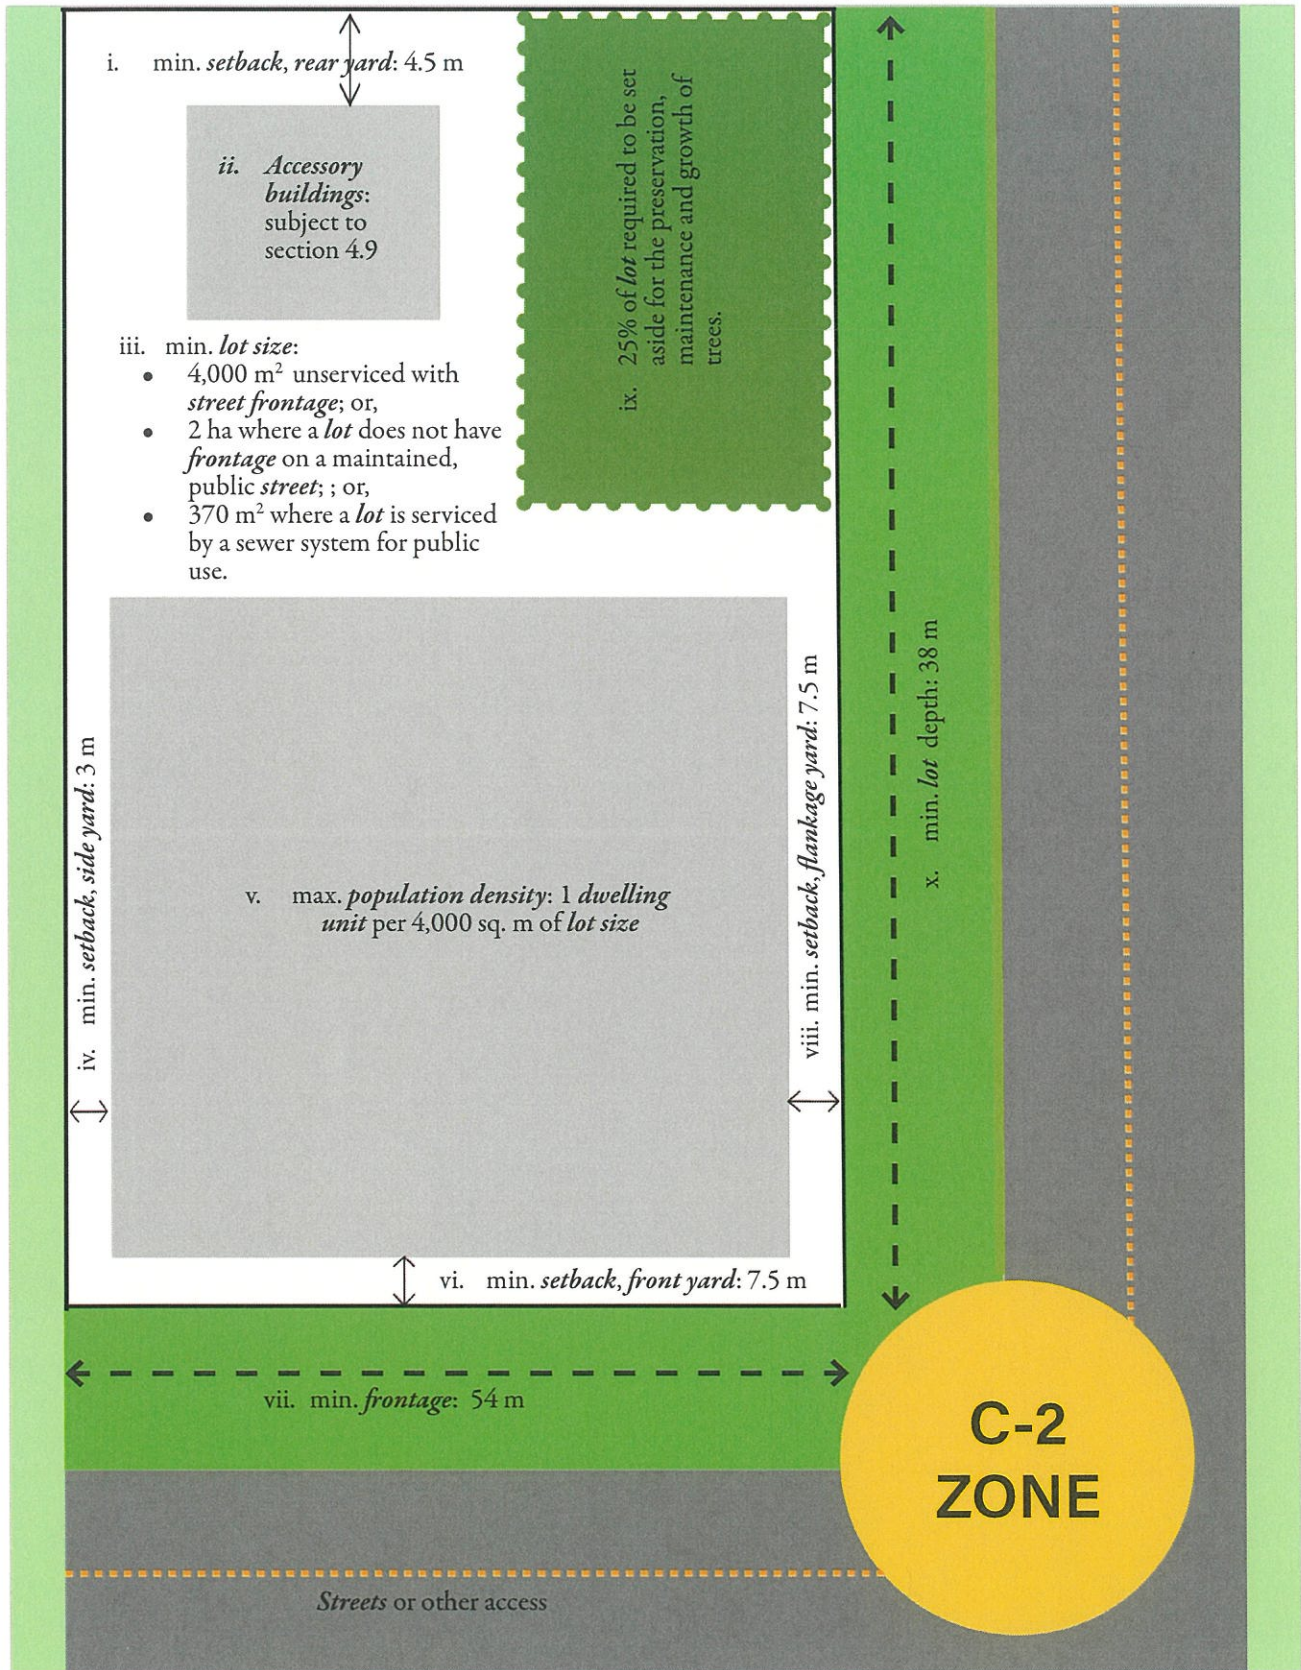 i. min. setback, rear yard: 4.5 m
ii. Accessory
buildings:
subject to
section 4.9
ix. 25% of lot required to be set
aside for the preservation,
maintenance and growth of
trees.
iii. min. lot size:
• 4,000 m² unserviced with
street frontage; or,
• 2 ha where a lot does not have
frontage on a maintained,
public street; ; or,
• 370 m² where a lot is serviced
by a sewer system for public
use.
iv. min. setback, side yard: 3 m
v. max. population density: 1 dwelling
unit per 4,000 sq. m of lot size
viii. min. setback, flankage yard: 7.5 m
x. min. lot depth: 38 m
vi. min. setback, front yard: 7.5 m
vii. min. frontage: 54 m
C-2
ZONE
Streets or other access